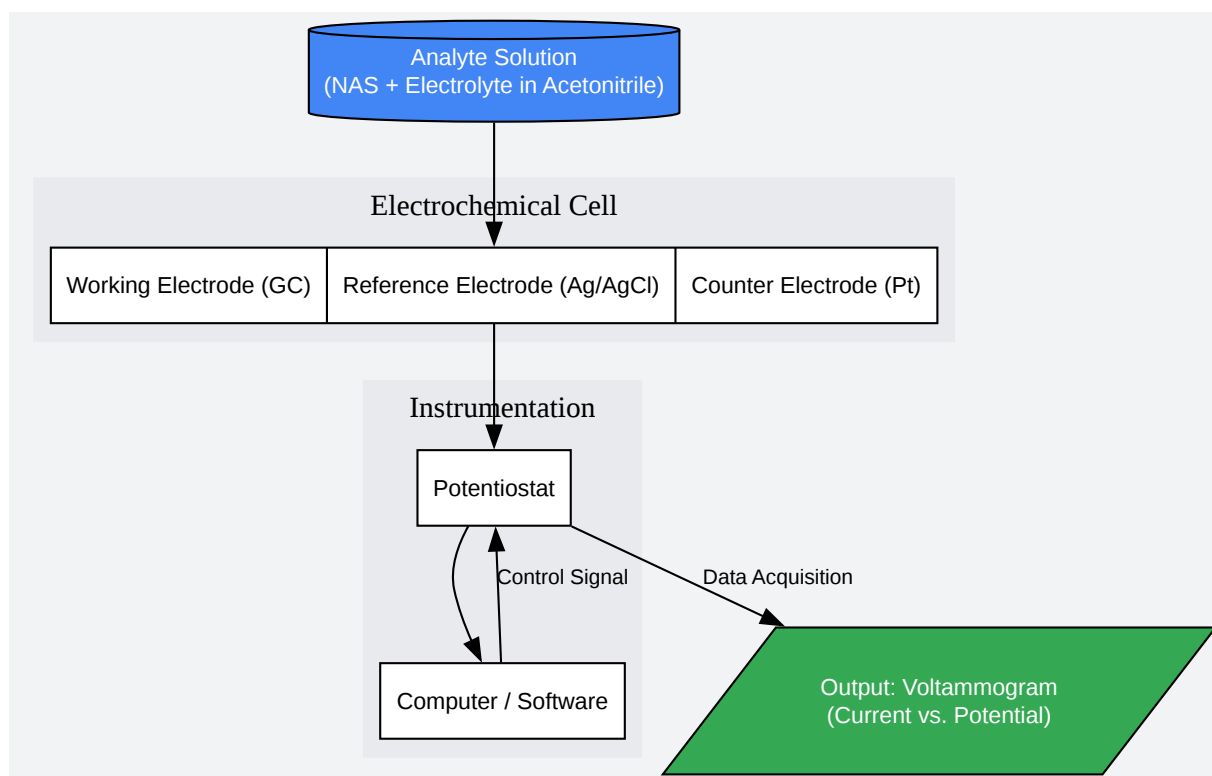 Analyte Solution
(NAS + Electrolyte in Acetonitrile)
Electrochemical Cell
Working Electrode (GC)
Reference Electrode (Ag/AgCl)
Counter Electrode (Pt)
Instrumentation
Potentiostat
Control Signal
Data Acquisition
Computer / Software
Output: Voltammogram
(Current vs. Potential)